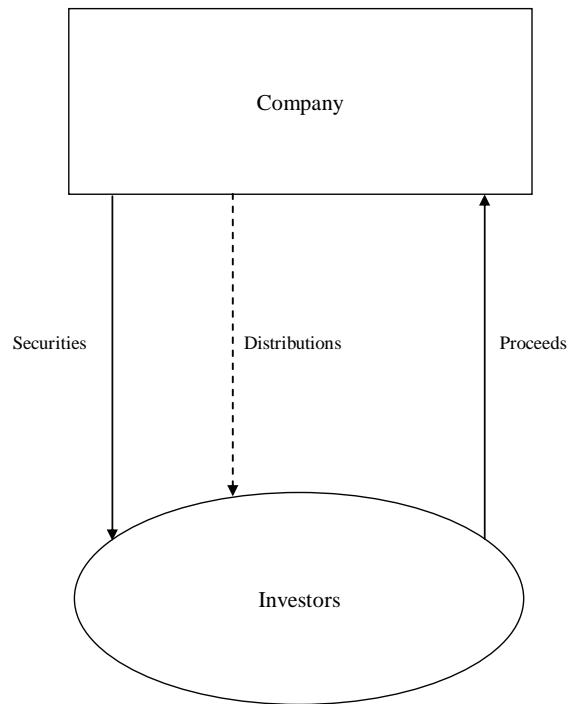 Company
Securities
Distributions
Proceeds
Investors